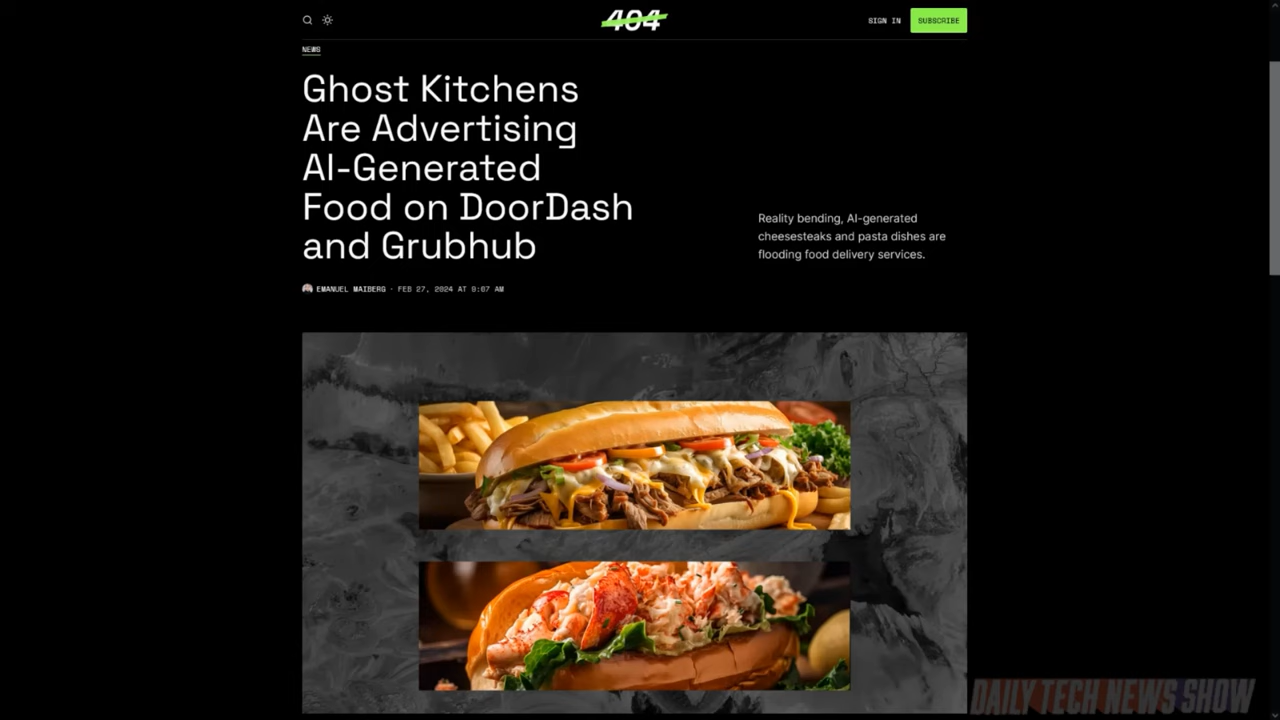 404
SIGN IN
SUBSCRIBE
NEWS
Ghost Kitchens
Are Advertising
AI-Generated
Food on DoorDash
and Grubhub
Reality bending, AI-generated
cheesesteaks and pasta dishes are
flooding food delivery services.
EMANUEL MAIBERG · FEB 27, 2024 AT 9:07 AM
DAILY TECH NEWS SHOW